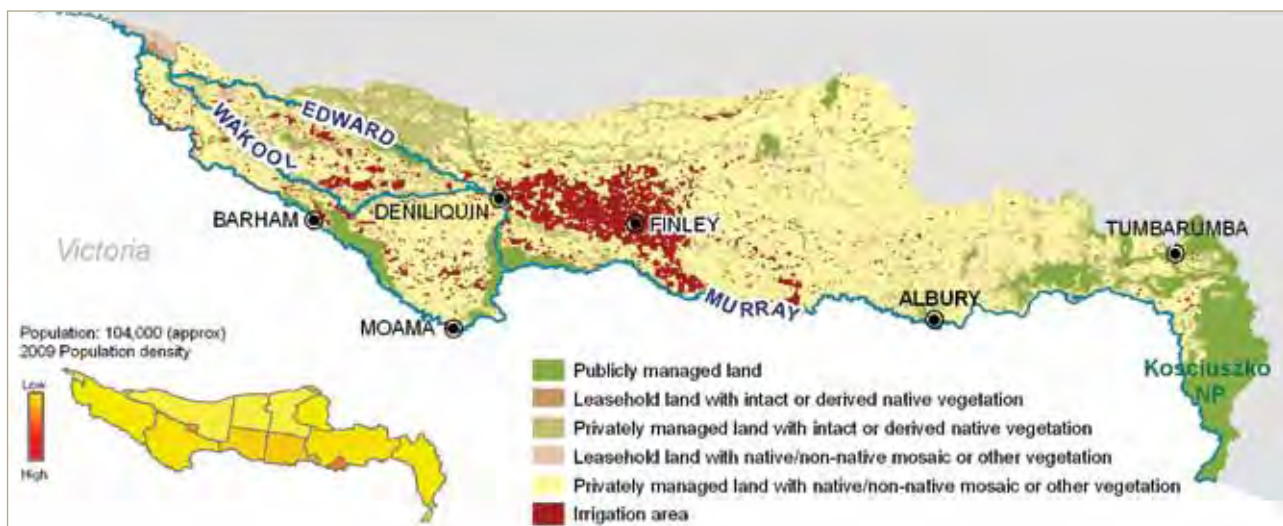 EDWARD
WAKOOL
DENILIQUIN
BARHAM
FINLEY
TUMBARUMBA
Victoria
MURRAY
ALBURY
MOAMA
Kosciuszko
NP
Population: 104,000 (approx)
2009 Population density
Low
High
Publicly managed land
Leasehold land with intact or derived native vegetation
Privately managed land with intact or derived native vegetation
Leasehold land with native/non-native mosaic or other vegetation
Privately managed land with native/non-native mosaic or other vegetation
Irrigation area